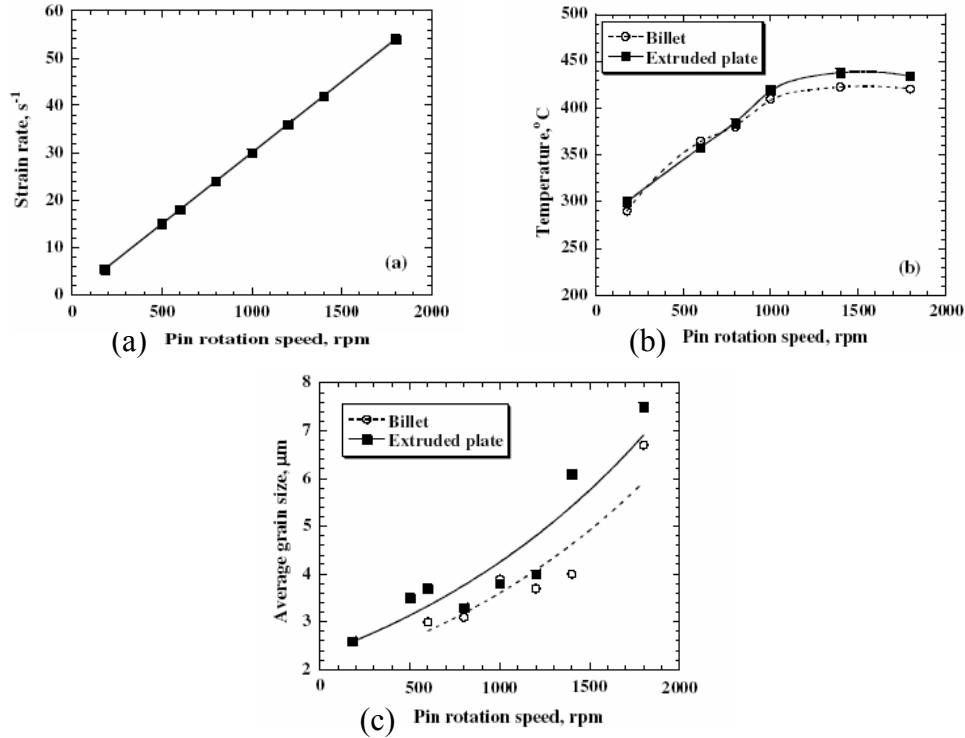 60
50
40
30
20
10
0
Strain rate, s-1
0 500 1000 1500 2000
Pin rotation speed, rpm
(a)
(a)
500
450
400
350
300
250
200
Temperature,°C
Billet
Extruded plate
0 500 1000 1500 2000
Pin rotation speed, rpm
(b)
(b)
8
7
6
5
4
3
2
Average grain size, µm
Billet
Extruded plate
0 500 1000 1500 2000
Pin rotation speed, rpm
(c)